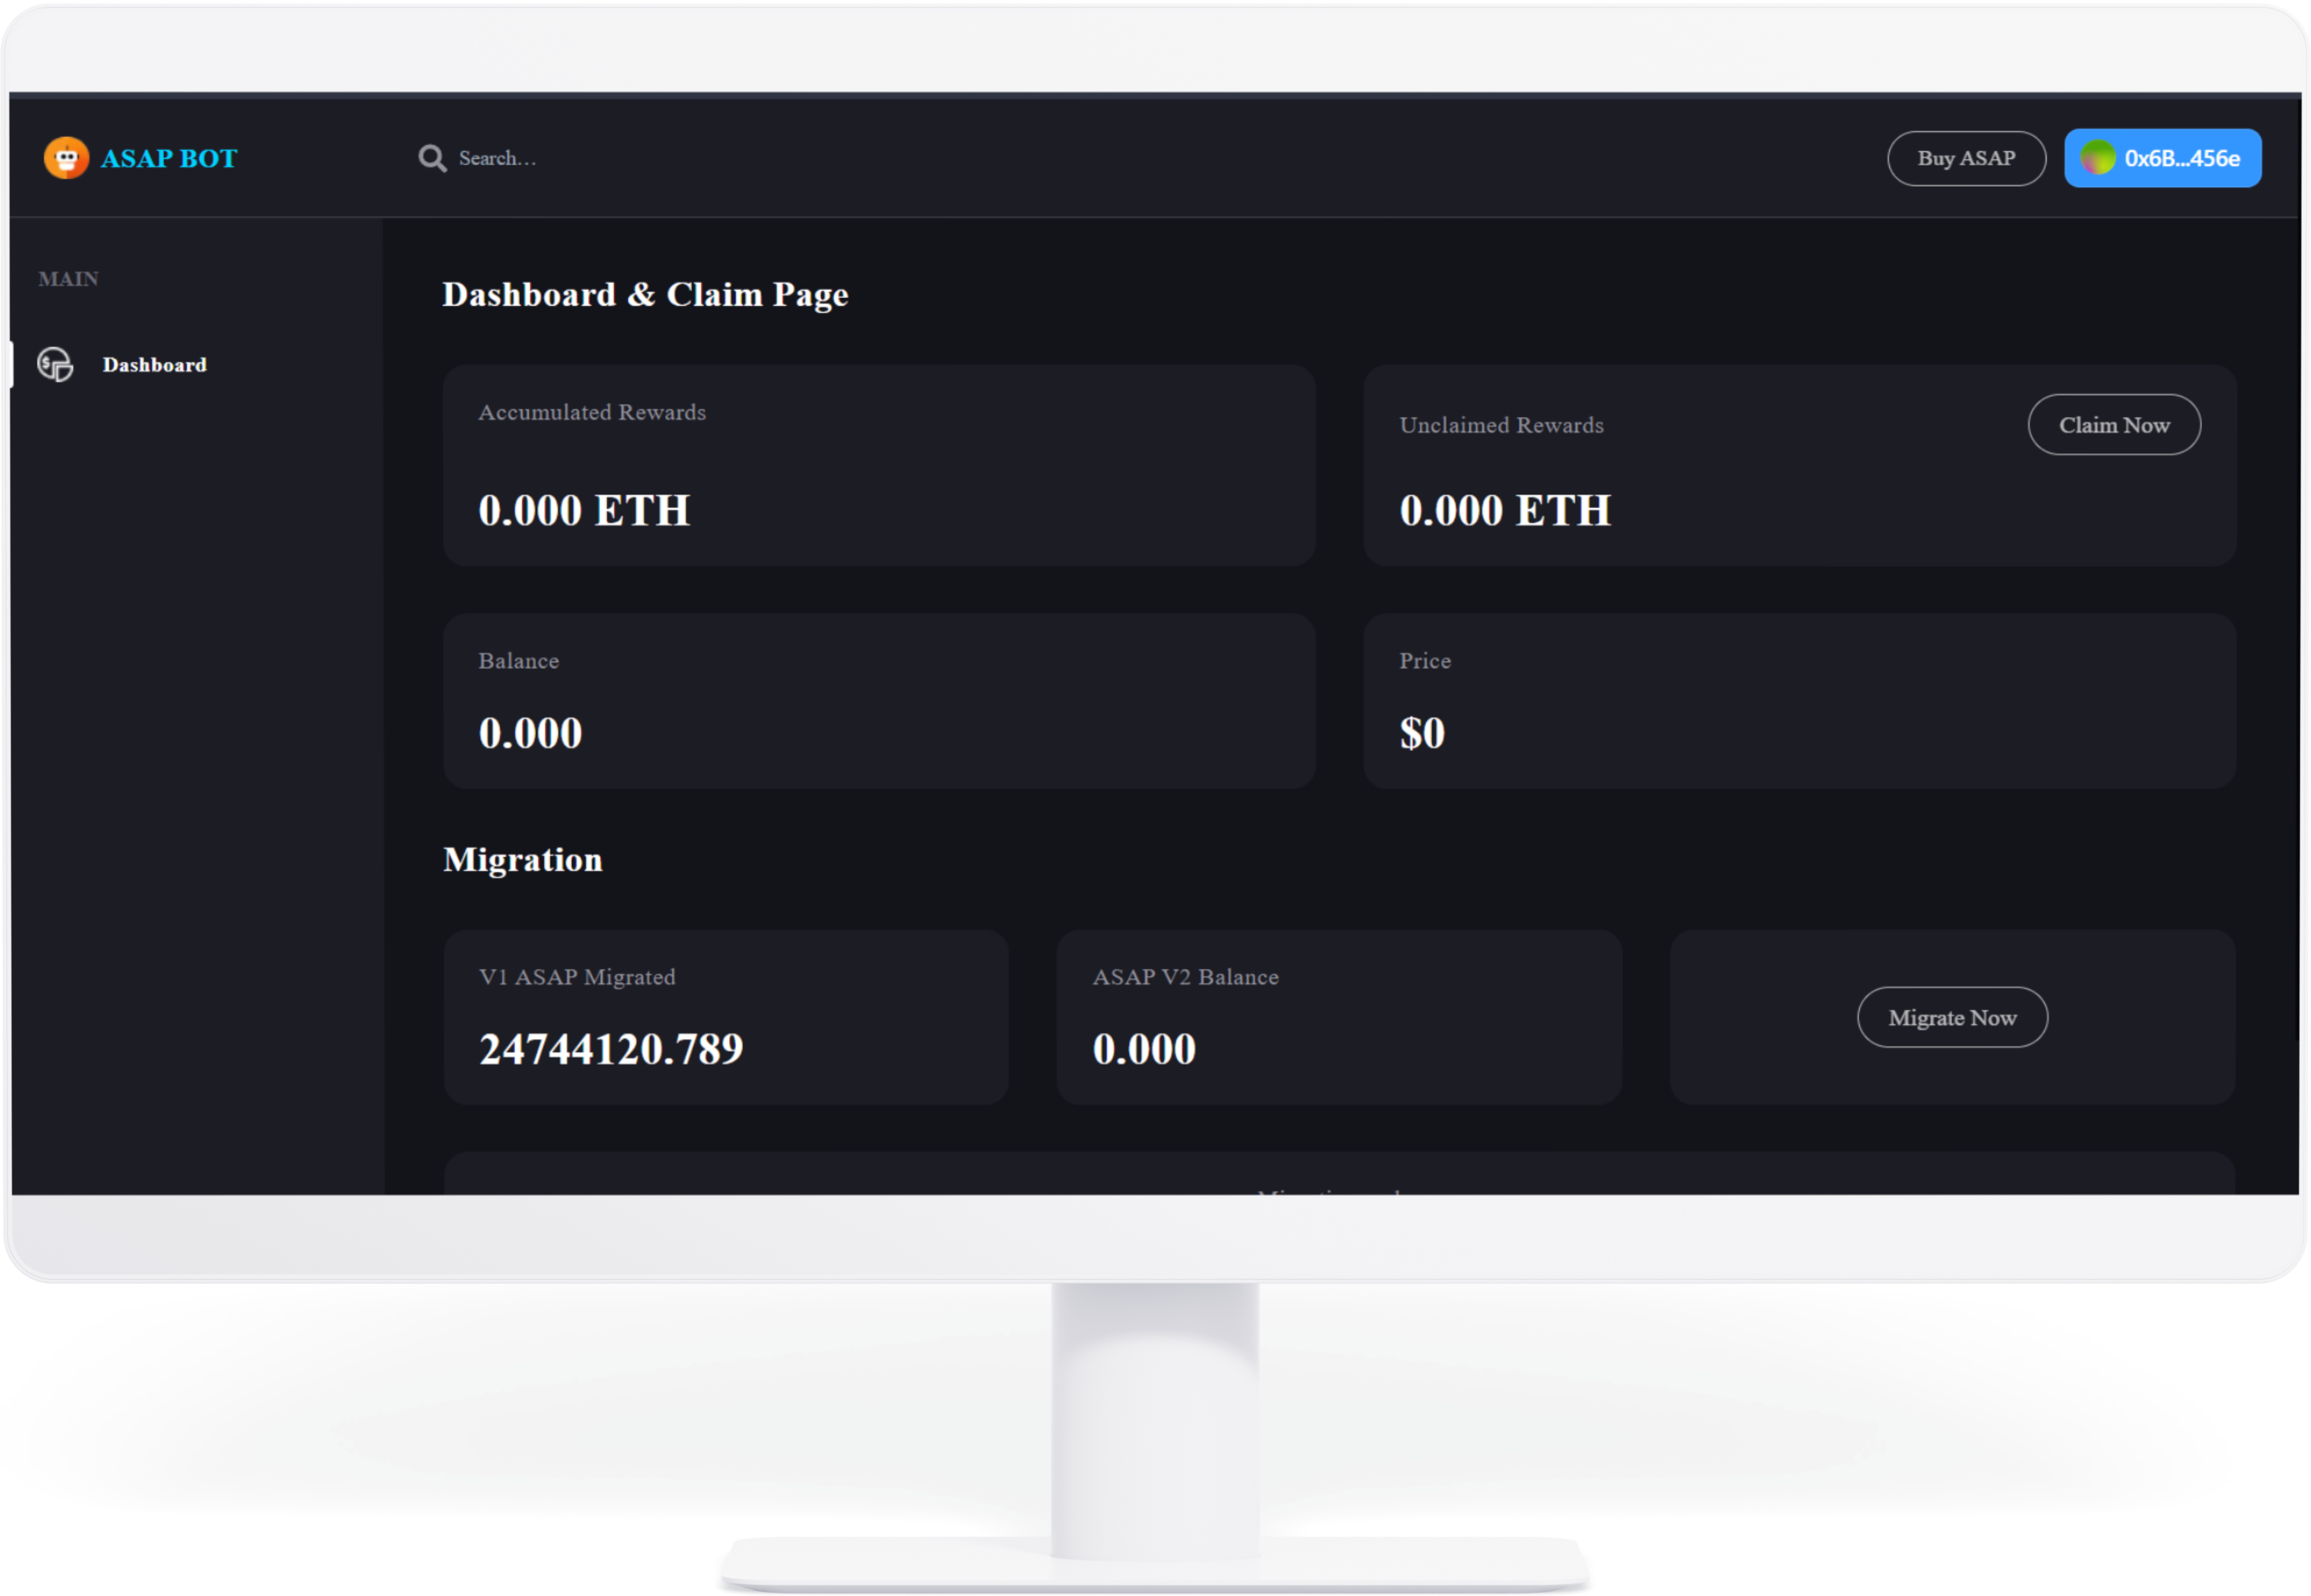 ASAP BOT
Search...
Buy ASAP
0x6B...456e
MAIN
Dashboard
Dashboard & Claim Page
Accumulated Rewards
0.000 ETH
Unclaimed Rewards
Claim Now
0.000 ETH
Balance
0.000
Price
$0
Migration
V1 ASAP Migrated
24744120.789
ASAP V2 Balance
0.000
Migrate Now